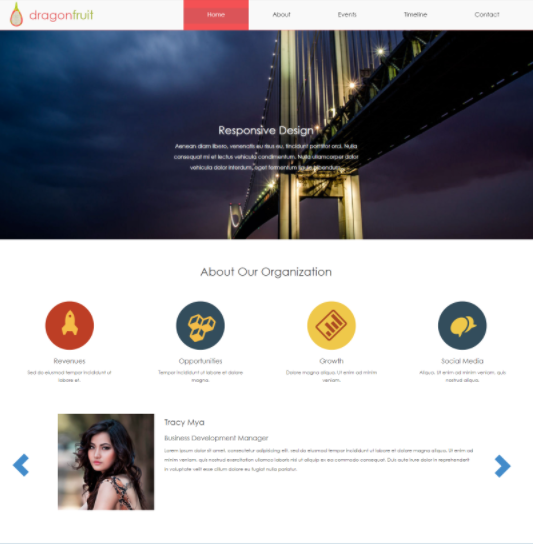 dragonfruit
Home
About
Events
Timeline
Contact
Responsive Design
Aenean diam libero, venenatis eu risus eu, tincidunt porttitor orci. Nulla
consequat mi et lectus vehicula condimentum. Nulla ullamcorper dolor
vehicula dolor interdum, eget fermentum ligula bibendum.
About Our Organization
Revenues
Sed do eiusmod tempor incididunt ut
labore et.
Opportunities
Tempor incididunt ut labore et dolore
magna.
Growth
Dolore magna aliqua Ut enim ad minim
veniam.
Social Media
Aliqua. Ut enim ad minim veniam, quis
nostrud aliquip.
Tracy Mya
Business Development Manager
Lorem ipsum dolor sit amet, consectetur adipisicing elit, sed do eiusmod tempor incididunt ut labore et dolore magna aliqua. Ut enim ad
minim veniam, quis nostrud exercitation ullamco laboris nisi ut aliquip ex ea commodo consequat. Duis aute irure dolor in reprehenderit
in voluptate velit esse cillum dolore eu fugiat nulla pariatur.